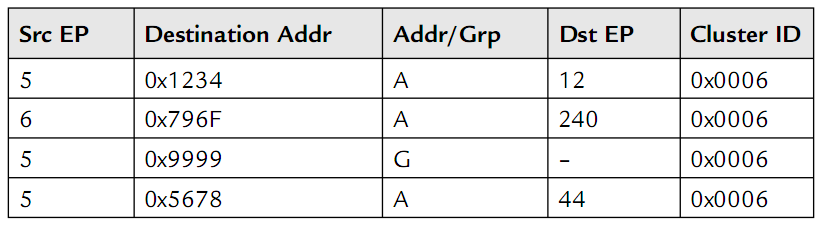 Src EP Destination Addr Addr/Grp Dst EP Cluster ID
5 0x1234 A 12 0x0006
6 0x796F A 240 0x0006
5 0x9999 G – 0x0006
5 0x5678 A 44 0x0006